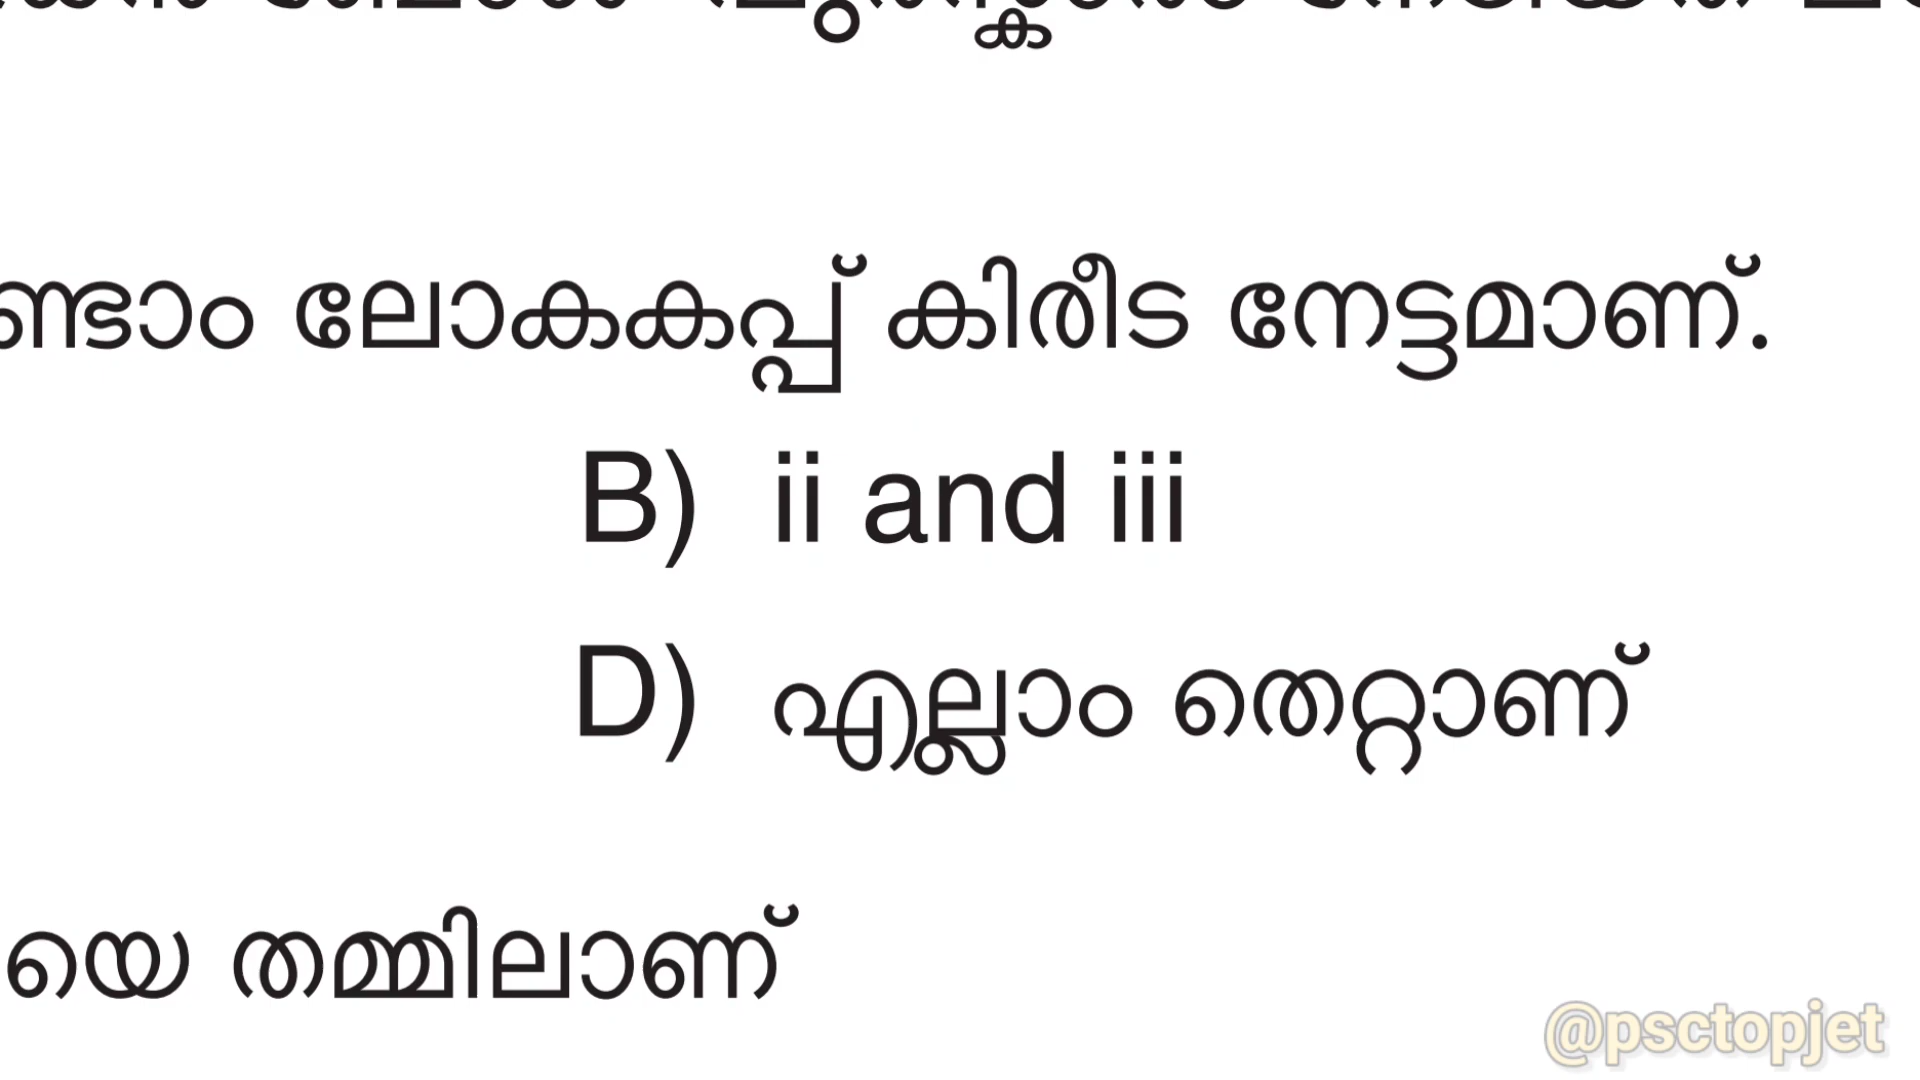 ണ്ടാം ലോകകപ്പ് കിരീട നേട്ടമാണ്.
B) ii and iii
D) എല്ലാം തെറ്റാണ്
യെ തമ്മിലാണ്
@psctopjet